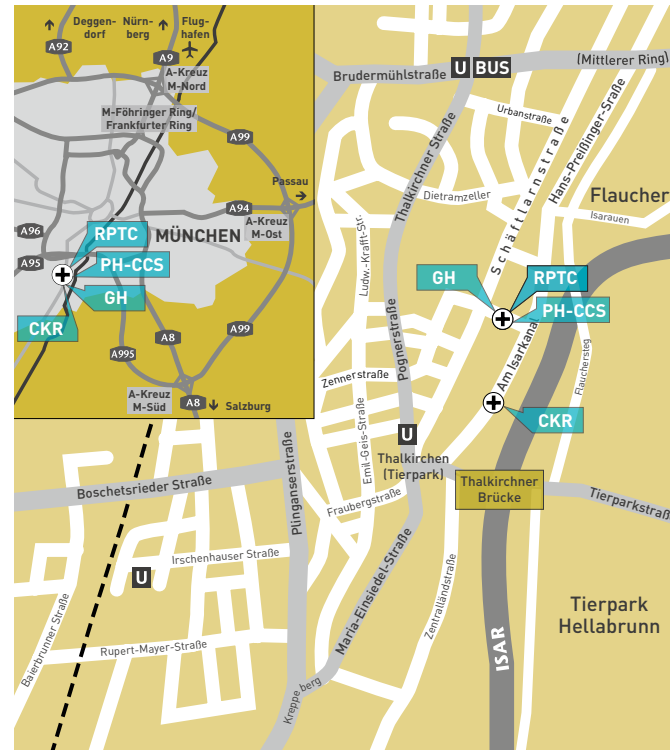 Deggen-
dorf
Nürn-
berg
Flug-
hafen
A92
A9
A-Kreuz
M-Nord
M-Föhringer Ring/
Frankfurter Ring
A99
Passau
A94
A-Kreuz
M-Ost
A96
A95
RPTC
MÜNCHEN
PH-CCS
GH
CKR
A99
A995
A8
A-Kreuz
M-Süd
A8
Salzburg
Brudermühlstraße
U BUS
(Mittlerer Ring)
Urbanstraße
Thalkirchner Straße
Schäftlarnstraße
Hans-Preißinger-Sraße
Dietramzeller
Flaucher
Isarauen
Ludw.-Krafft-Str.
GH
RPTC
PH-CCS
Am Isarkanal
Flauchersteg
Pognerstraße
Zennerstraße
Emil-Geis-Straße
CKR
U
Thalkirchen
(Tierpark)
Thalkirchner
Brücke
Fraubergstraße
Tierparkstraß
Boschetsrieder Straße
Plinganserstraße
Irschenhauser Straße
U
Baierbrunner Straße
Rupert-Mayer-Straße
Maria-Einsiedel-Straße
Zentralländstraße
Tierpark
Hellabrunn
ISAR
Kreppe
berg